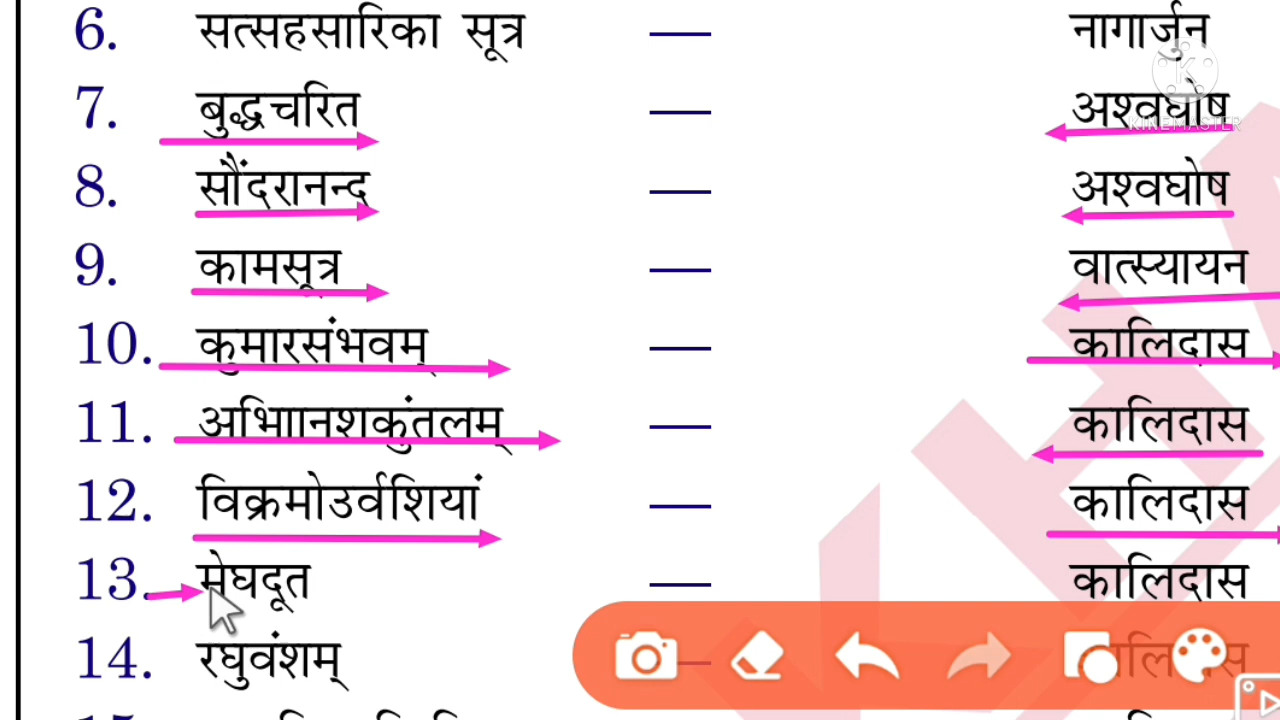 6. सत्सहसारिका सूत्र — नागार्जुन
7. बुद्धचरित — अश्वघोष
KINEMASTER
8. सौंदरानन्द — अश्वघोष
9. कामसूत्र — वात्स्यायन
10. कुमारसंभवम् — कालिदास
11. अभिाानशकुंतलम् — कालिदास
12. विक्रमोउर्वशियां — कालिदास
13. मेघदूत — कालिदास
14. रघुवंशम् —